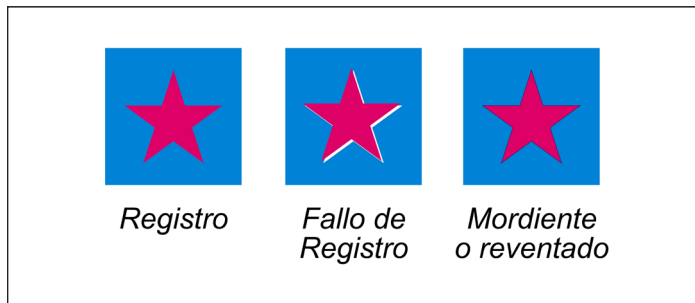 Registro
Fallo de
Registro
Mordiente
o reventado